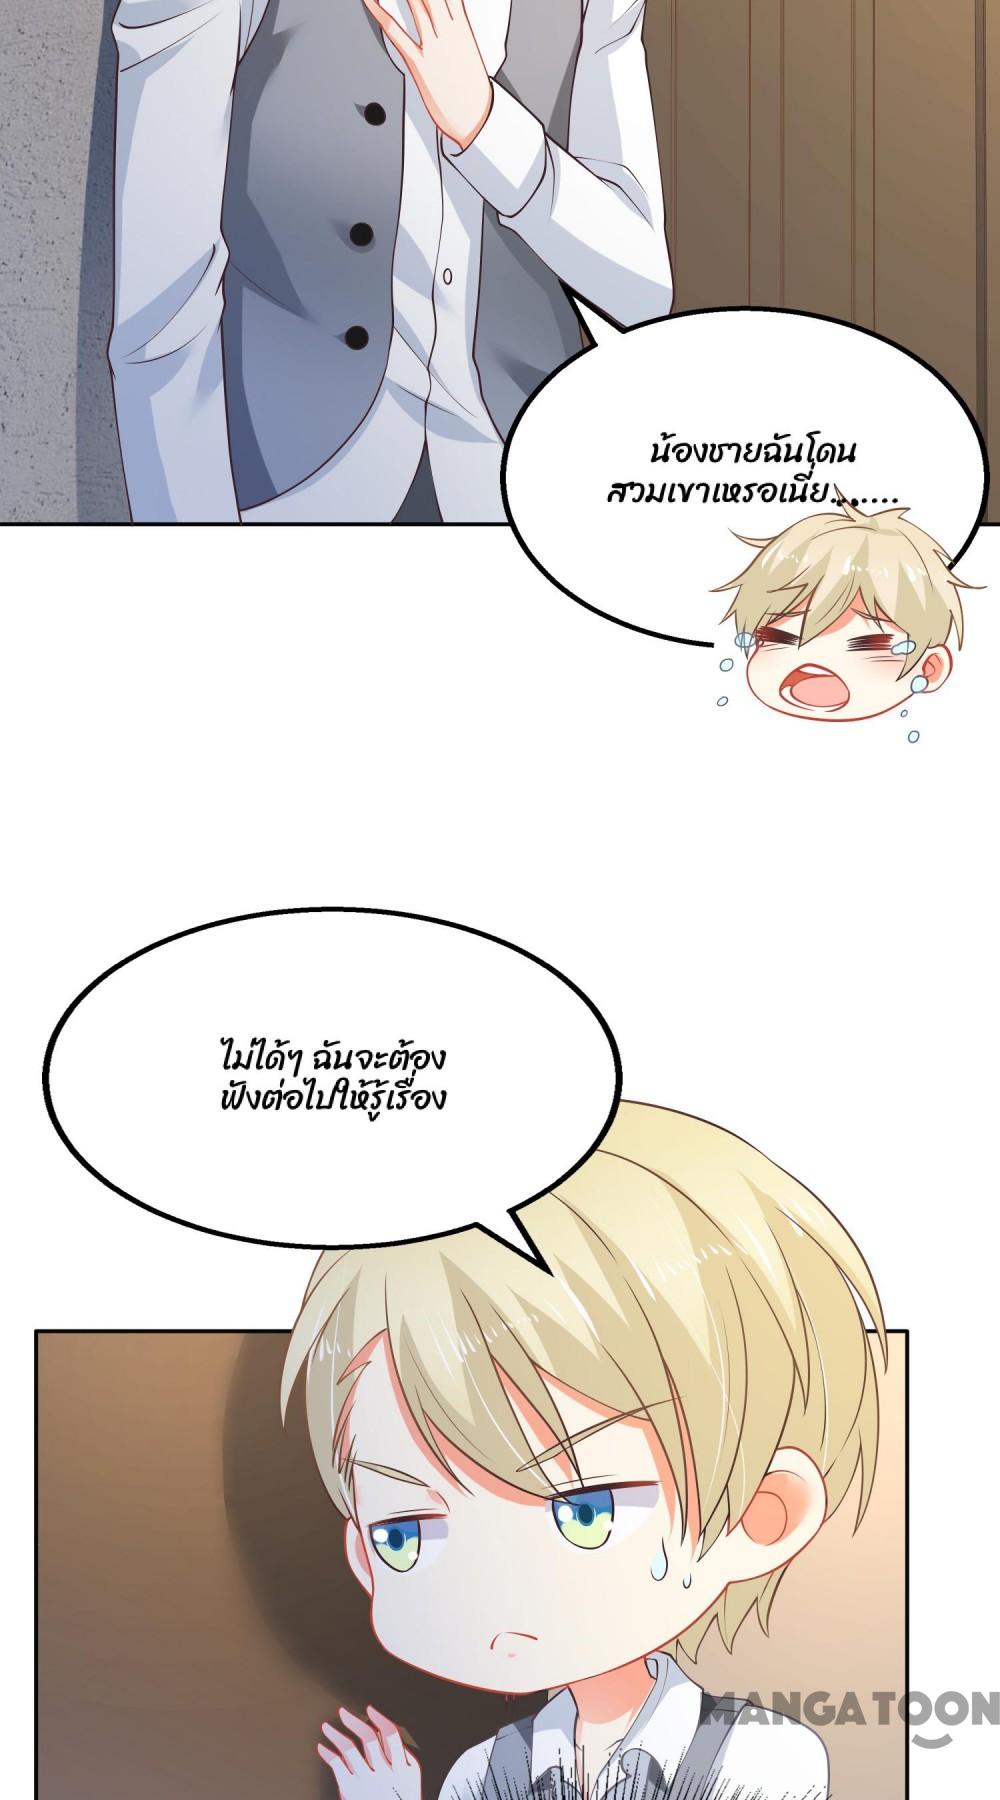 น้องชายฉันโดน
สวมเขาเหรอเนี่ย.......
ไม่ได้ๆ ฉันจะต้อง
ฟังต่อไปให้รู้เรื่อง
MANGATOON